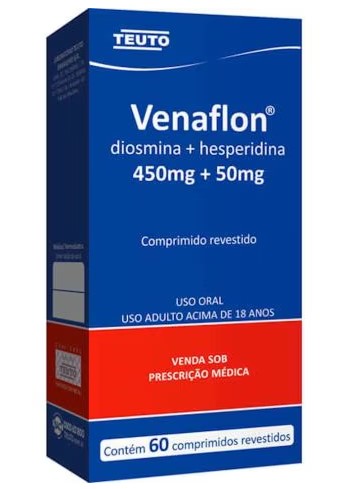 TEUTO
Venaflon®
diosmina + hesperidina
450mg + 50mg
Comprimido revestido
USO ORAL
USO ADULTO ACIMA DE 18 ANOS
VENDA SOB
PRESCRIÇÃO MÉDICA
Contém 60 comprimidos revestidos